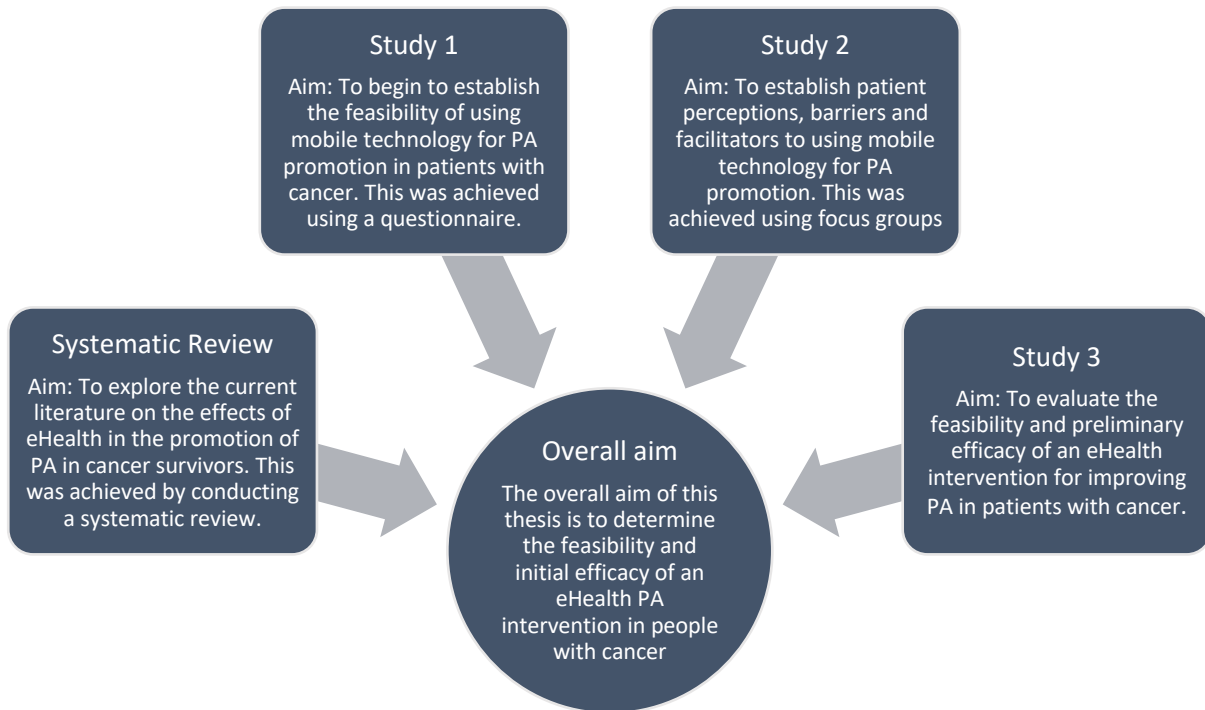 Study 1
Aim: To begin to establish
the feasibility of using
mobile technology for PA
promotion in patients with
cancer. This was achieved
using a questionnaire.
Study 2
Aim: To establish patient
perceptions, barriers and
facilitators to using mobile
technology for PA
promotion. This was
achieved using focus groups
Systematic Review
Aim: To explore the current
literature on the effects of
eHealth in the promotion of
PA in cancer survivors. This
was achieved by conducting
a systematic review.
Study 3
Aim: To evaluate the
feasibility and preliminary
efficacy of an eHealth
intervention for improving
PA in patients with cancer.
Overall aim
The overall aim of this
thesis is to determine
the feasibility and
initial efficacy of an
eHealth PA
intervention in people
with cancer